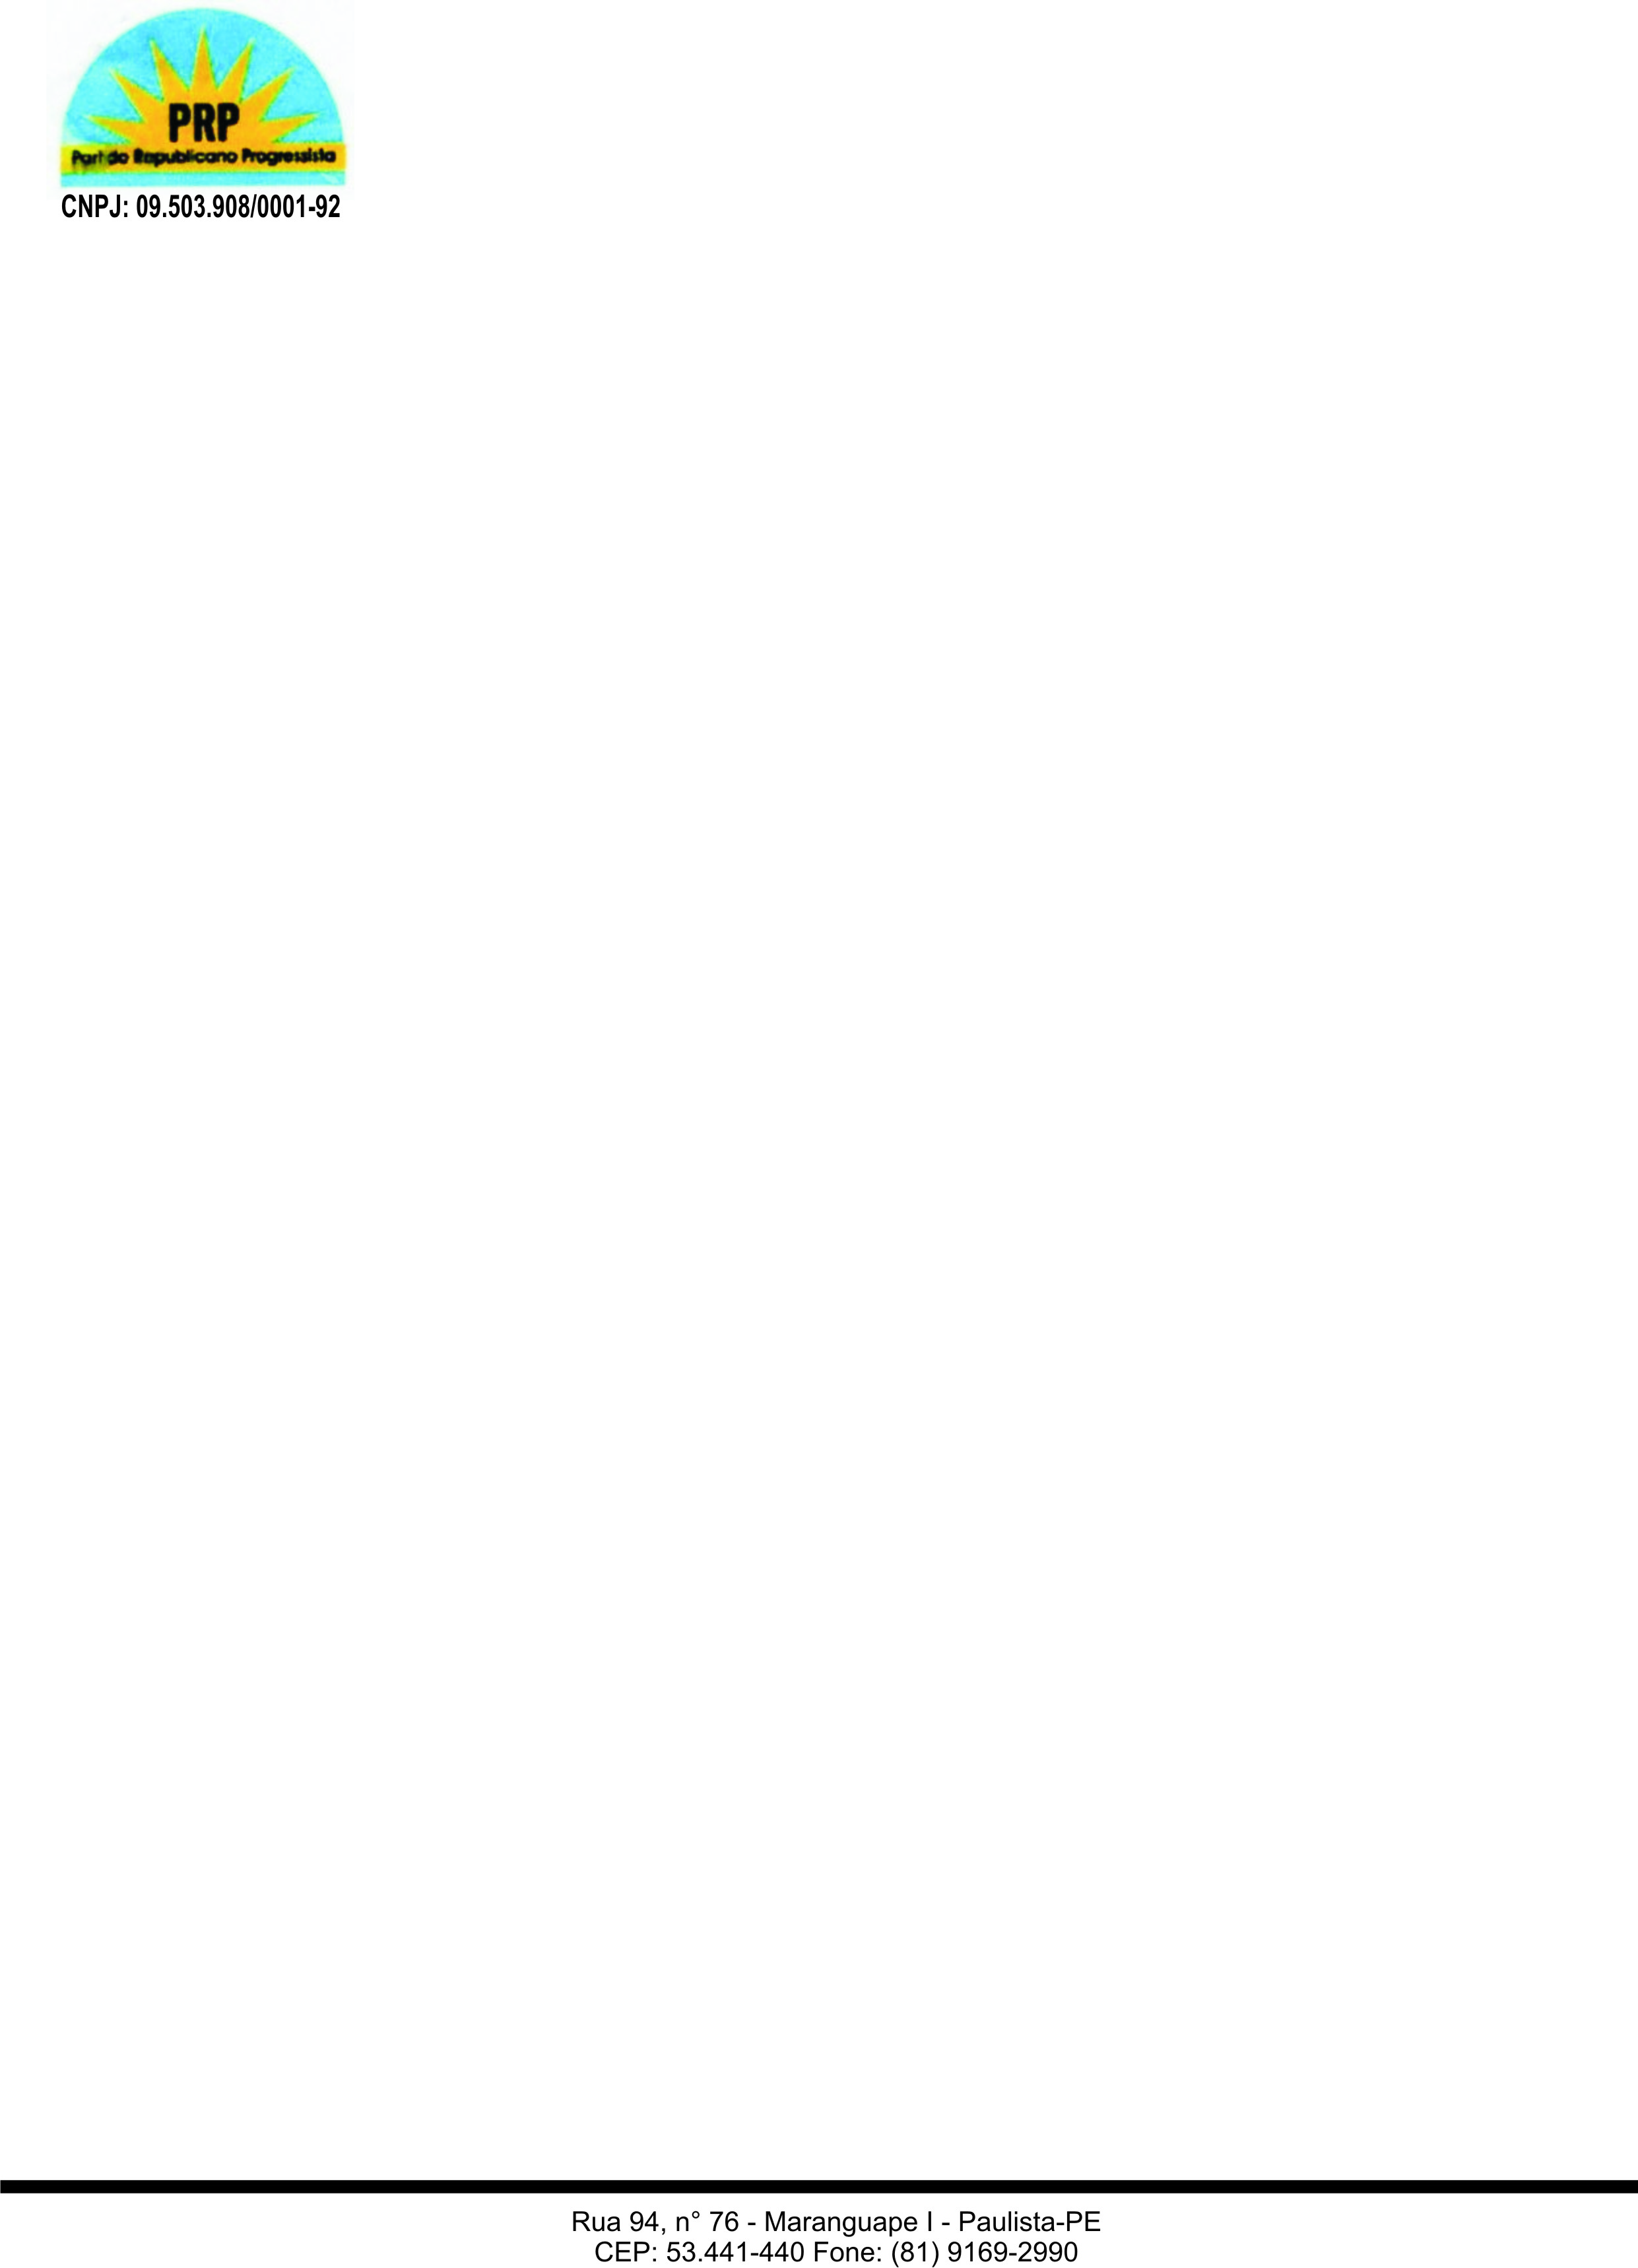 PRP
Partido Republicano Progressista
CNPJ: 09.503.908/0001-92
Rua 94, n° 76 - Maranguape I - Paulista-PE
CEP: 53.441-440 Fone: (81) 9169-2990